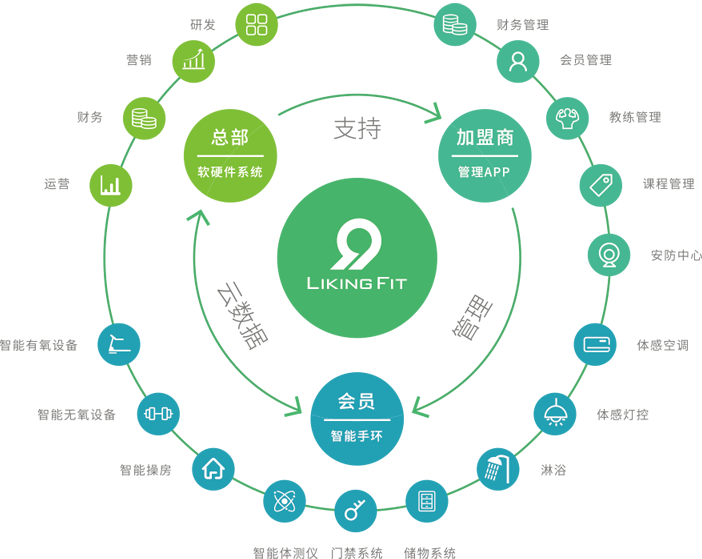 研发
财务管理
营销
会员管理
财务
教练管理
支持
总部
软硬件系统
加盟商
管理APP
运营
课程管理
LIKING FIT
安防中心
云数据
管理
智能有氧设备
体感空调
会员
智能手环
智能无氧设备
体感灯控
智能操房
淋浴
智能体测仪
门禁系统
储物系统